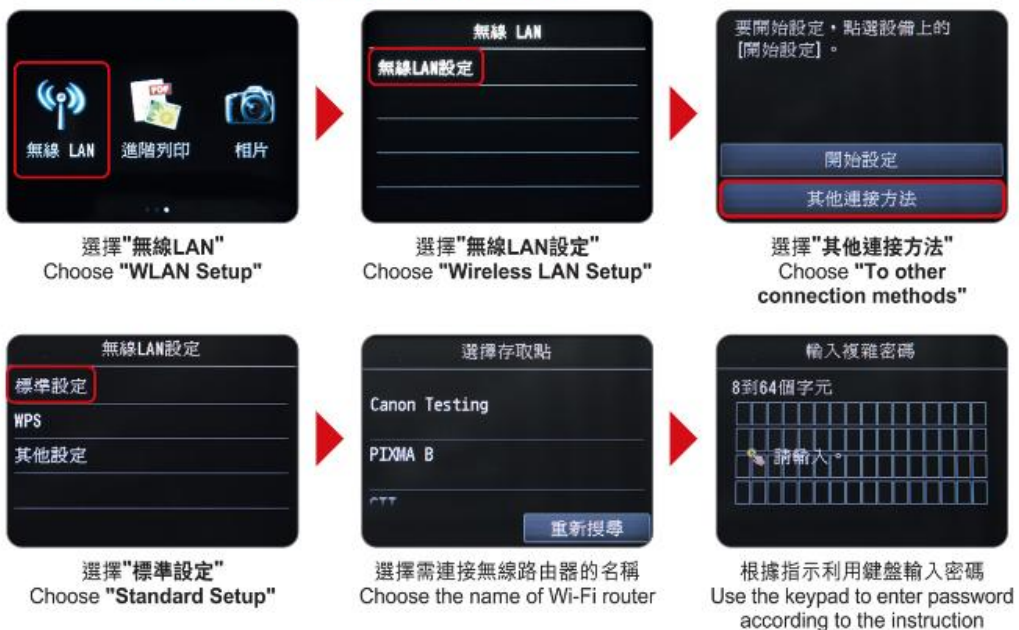 無線 LAN
進階列印
相片
選擇"無線LAN"
Choose "WLAN Setup"
無線 LAN
無線LAN設定
選擇"無線LAN設定"
Choose "Wireless LAN Setup"
要開始設定，點選設備上的
[開始設定]。
開始設定
其他連接方法
選擇"其他連接方法"
Choose "To other
connection methods"
無線LAN設定
標準設定
WPS
其他設定
選擇"標準設定"
Choose "Standard Setup"
選擇存取點
Canon Testing
PIXMA B
重新搜尋
選擇需連接無線路由器的名稱
Choose the name of Wi-Fi router
輸入複雜密碼
8到64個字元
請輸入。
根據指示利用鍵盤輸入密碼
Use the keypad to enter password
according to the instruction